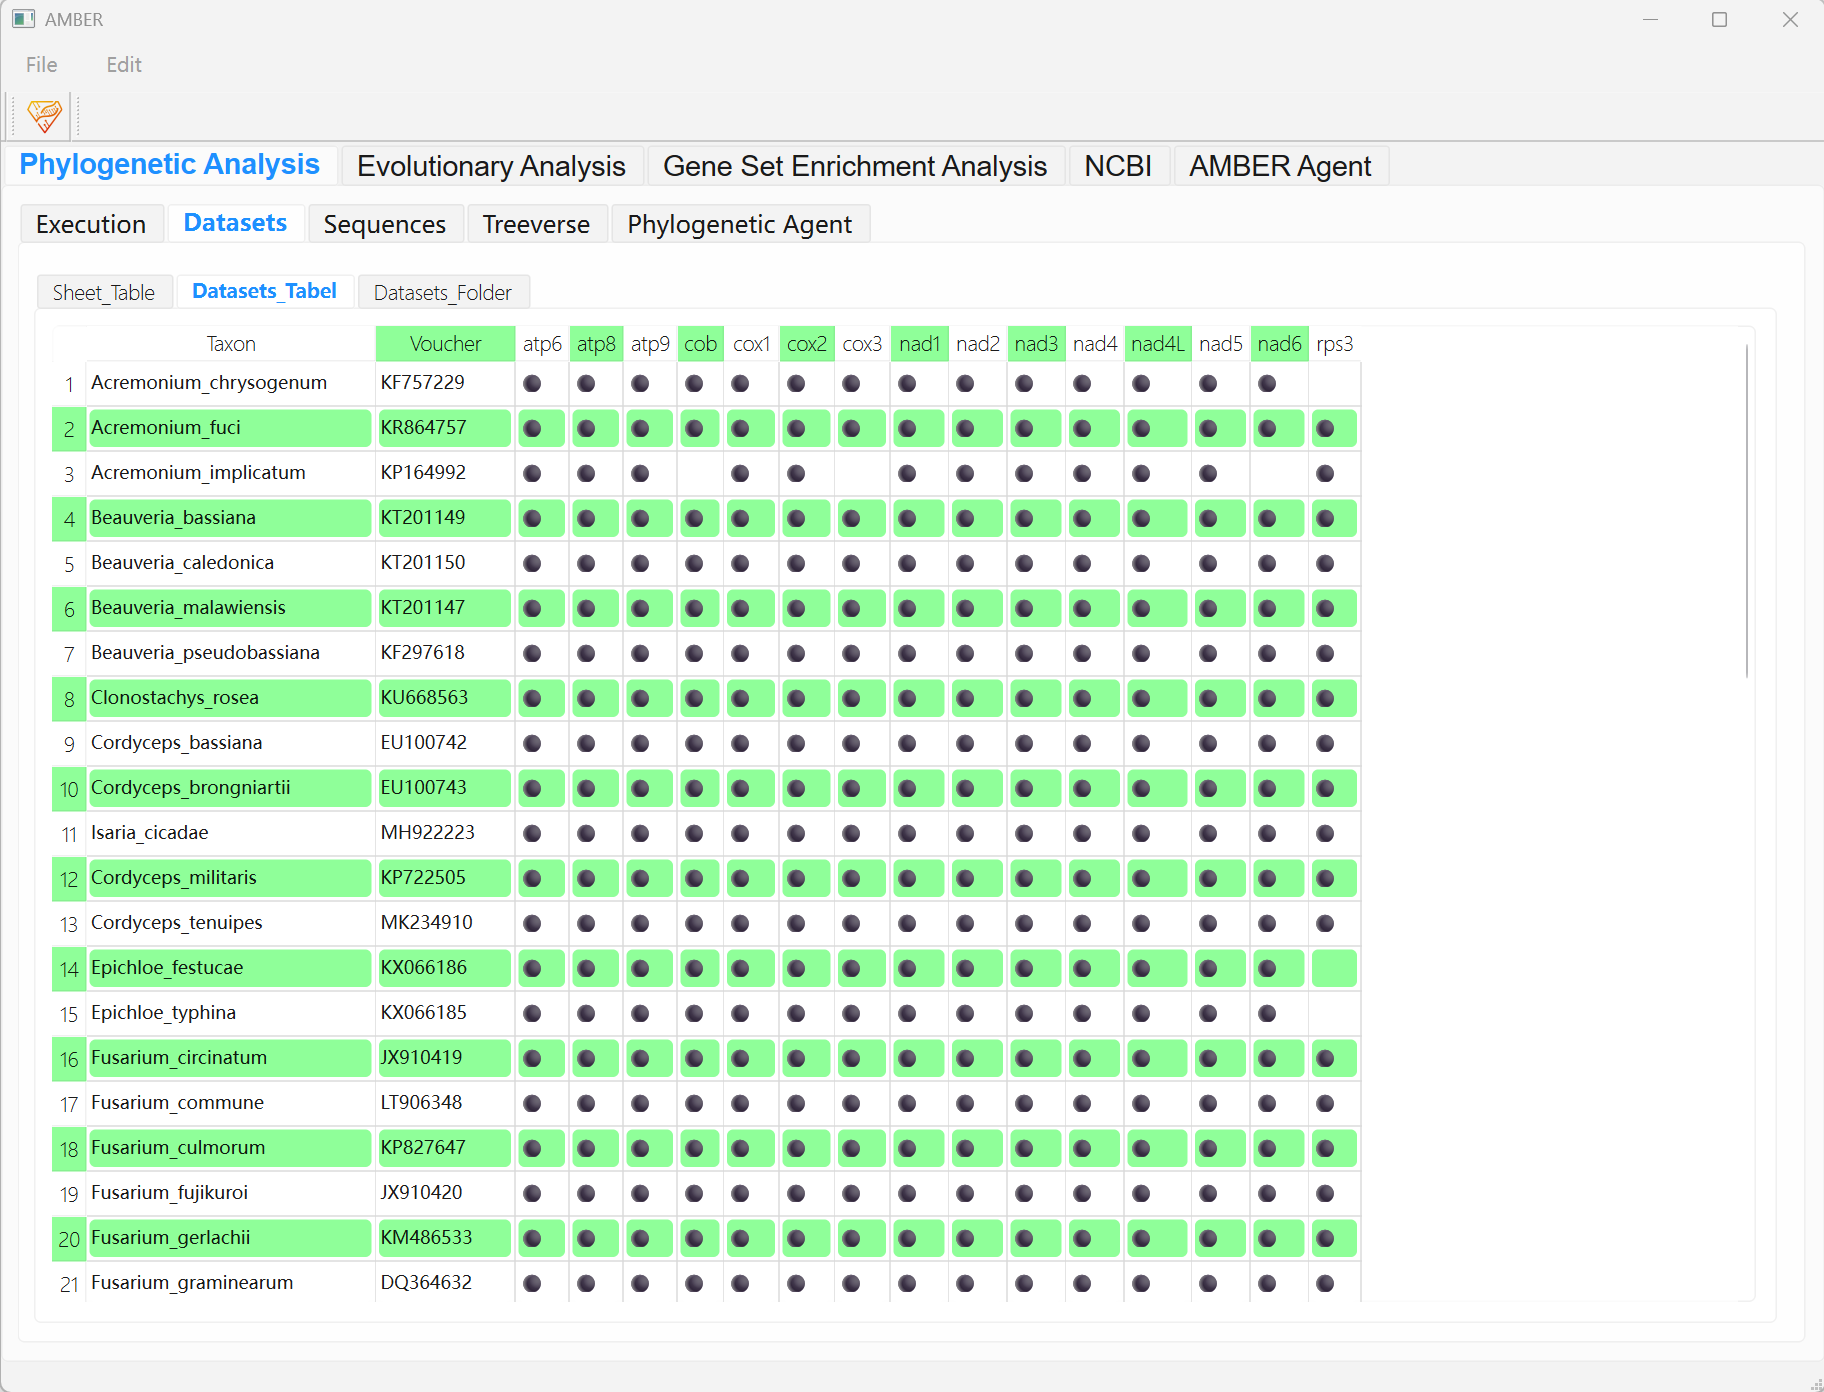 AMBER
File Edit
Phylogenetic Analysis Evolutionary Analysis Gene Set Enrichment Analysis NCBI AMBER Agent
Execution Datasets Sequences Treeverse Phylogenetic Agent
Sheet_Table Datasets_Tabel Datasets_Folder
Taxon Voucher atp6 atp8 atp9 cob cox1 cox2 cox3 nad1 nad2 nad3 nad4 nad4L nad5 nad6 rps3
1 Acremonium_chrysogenum KF757229
2 Acremonium_fuci KR864757
3 Acremonium_implicatum KP164992
4 Beauveria_bassiana KT201149
5 Beauveria_caledonica KT201150
6 Beauveria_malawiensis KT201147
7 Beauveria_pseudobassiana KF297618
8 Clonostachys_rosea KU668563
9 Cordyceps_bassiana EU100742
10 Cordyceps_brongniartii EU100743
11 Isaria_cicadae MH922223
12 Cordyceps_militaris KP722505
13 Cordyceps_tenuipes MK234910
14 Epichloe_festucae KX066186
15 Epichloe_typhina KX066185
16 Fusarium_circinatum JX910419
17 Fusarium_commune LT906348
18 Fusarium_culmorum KP827647
19 Fusarium_fujikuroi JX910420
20 Fusarium_gerlachii KM486533
21 Fusarium_graminearum DQ364632